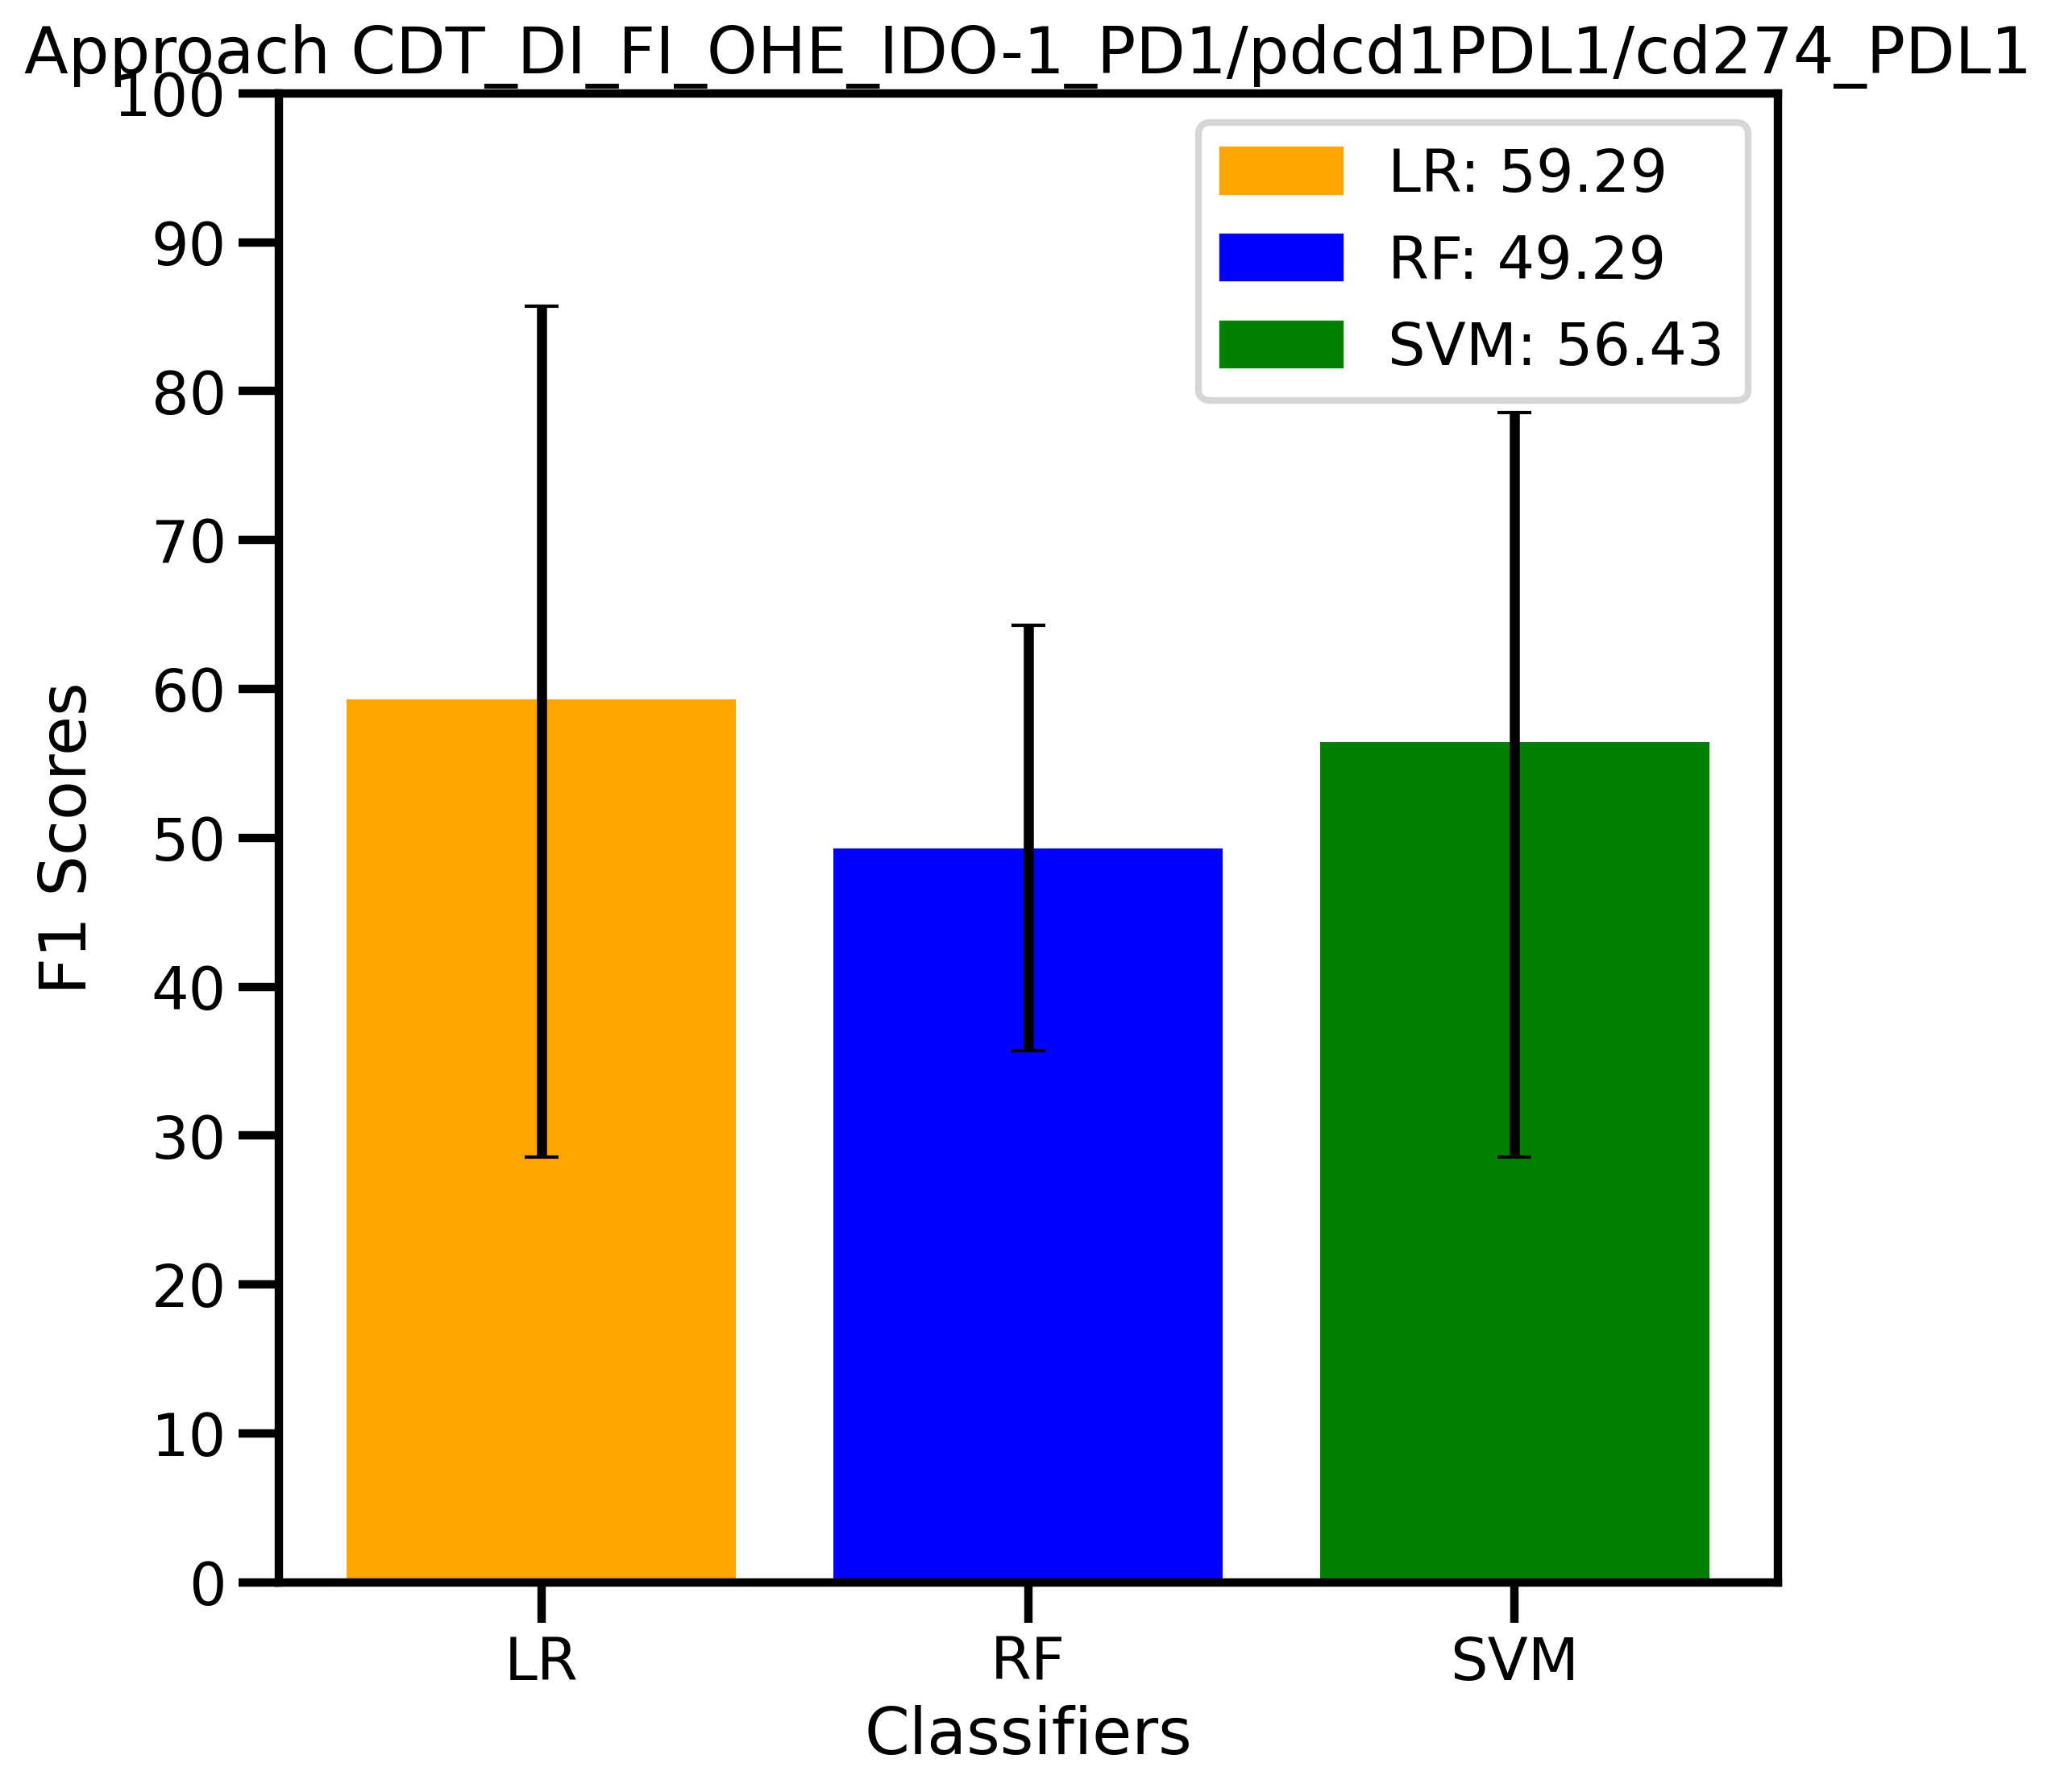 Approach CDT_DI_FI_OHE_IDO-1_PD1/pdcd1PDL1/cd274_PDL1
100
90
80
70
60
50
40
30
20
10
0
F1 Scores
LR: 59.29
RF: 49.29
SVM: 56.43
LR RF SVM
Classifiers